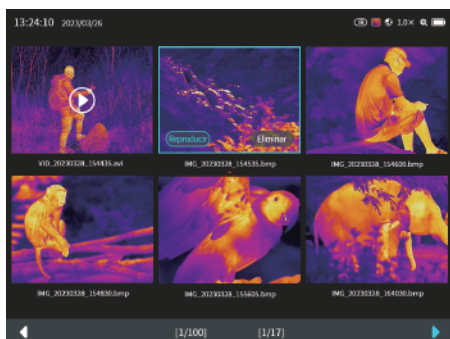 13:24:10 2023/03/26 1.0×
Reproducir Eliminar
VID_20230328_154435.avi IMG_20230328_154535.bmp IMG_20230328_154600.bmp
IMG_20230328_154830.bmp IMG_20230328_155605.bmp IMG_20230328_164030.bmp
[1/100] [1/17]